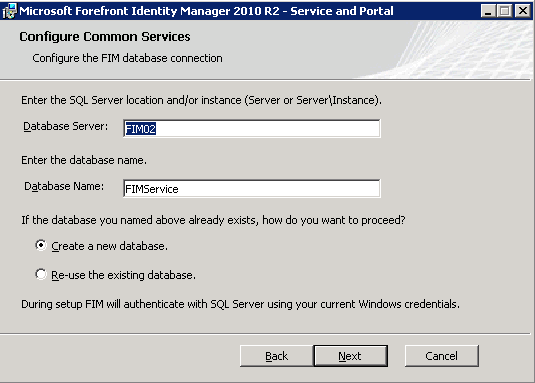 Microsoft Forefront Identity Manager 2010 R2 - Service and Portal
Configure Common Services
Configure the FIM database connection
Enter the SQL Server location and/or instance (Server or Server\Instance).
Database Server: FIM02
Enter the database name.
Database Name: FIMService
If the database you named above already exists, how do you want to proceed?
Create a new database.
Re-use the existing database.
During setup FIM will authenticate with SQL Server using your current Windows credentials.
Back Next Cancel